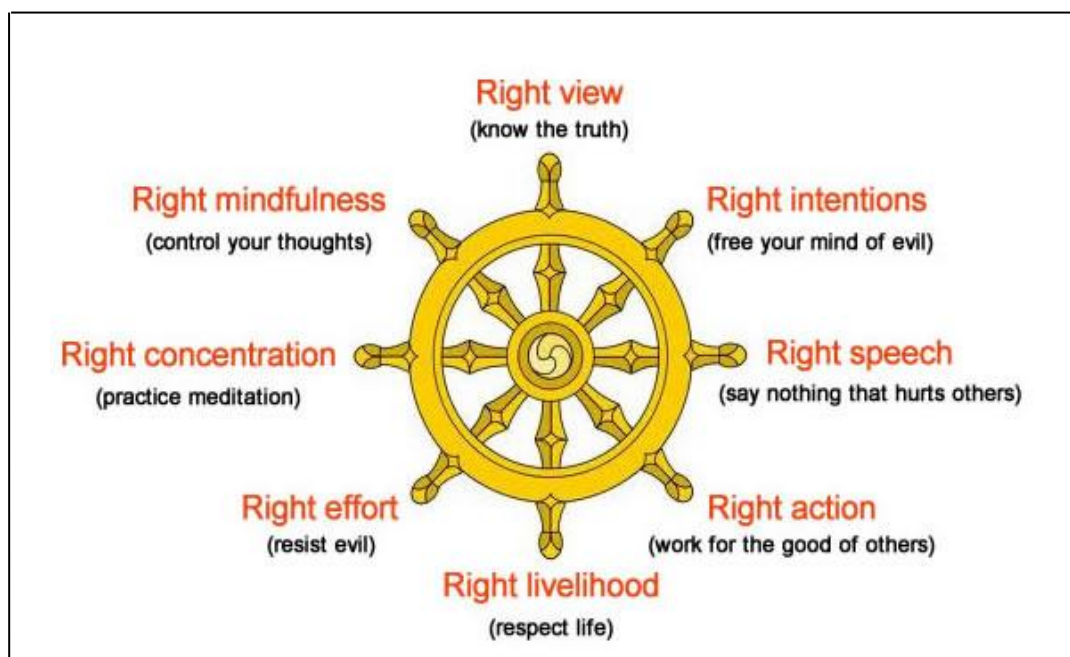 Right view
(know the truth)
Right intentions
(free your mind of evil)
Right speech
(say nothing that hurts others)
Right action
(work for the good of others)
Right livelihood
(respect life)
Right effort
(resist evil)
Right concentration
(practice meditation)
Right mindfulness
(control your thoughts)